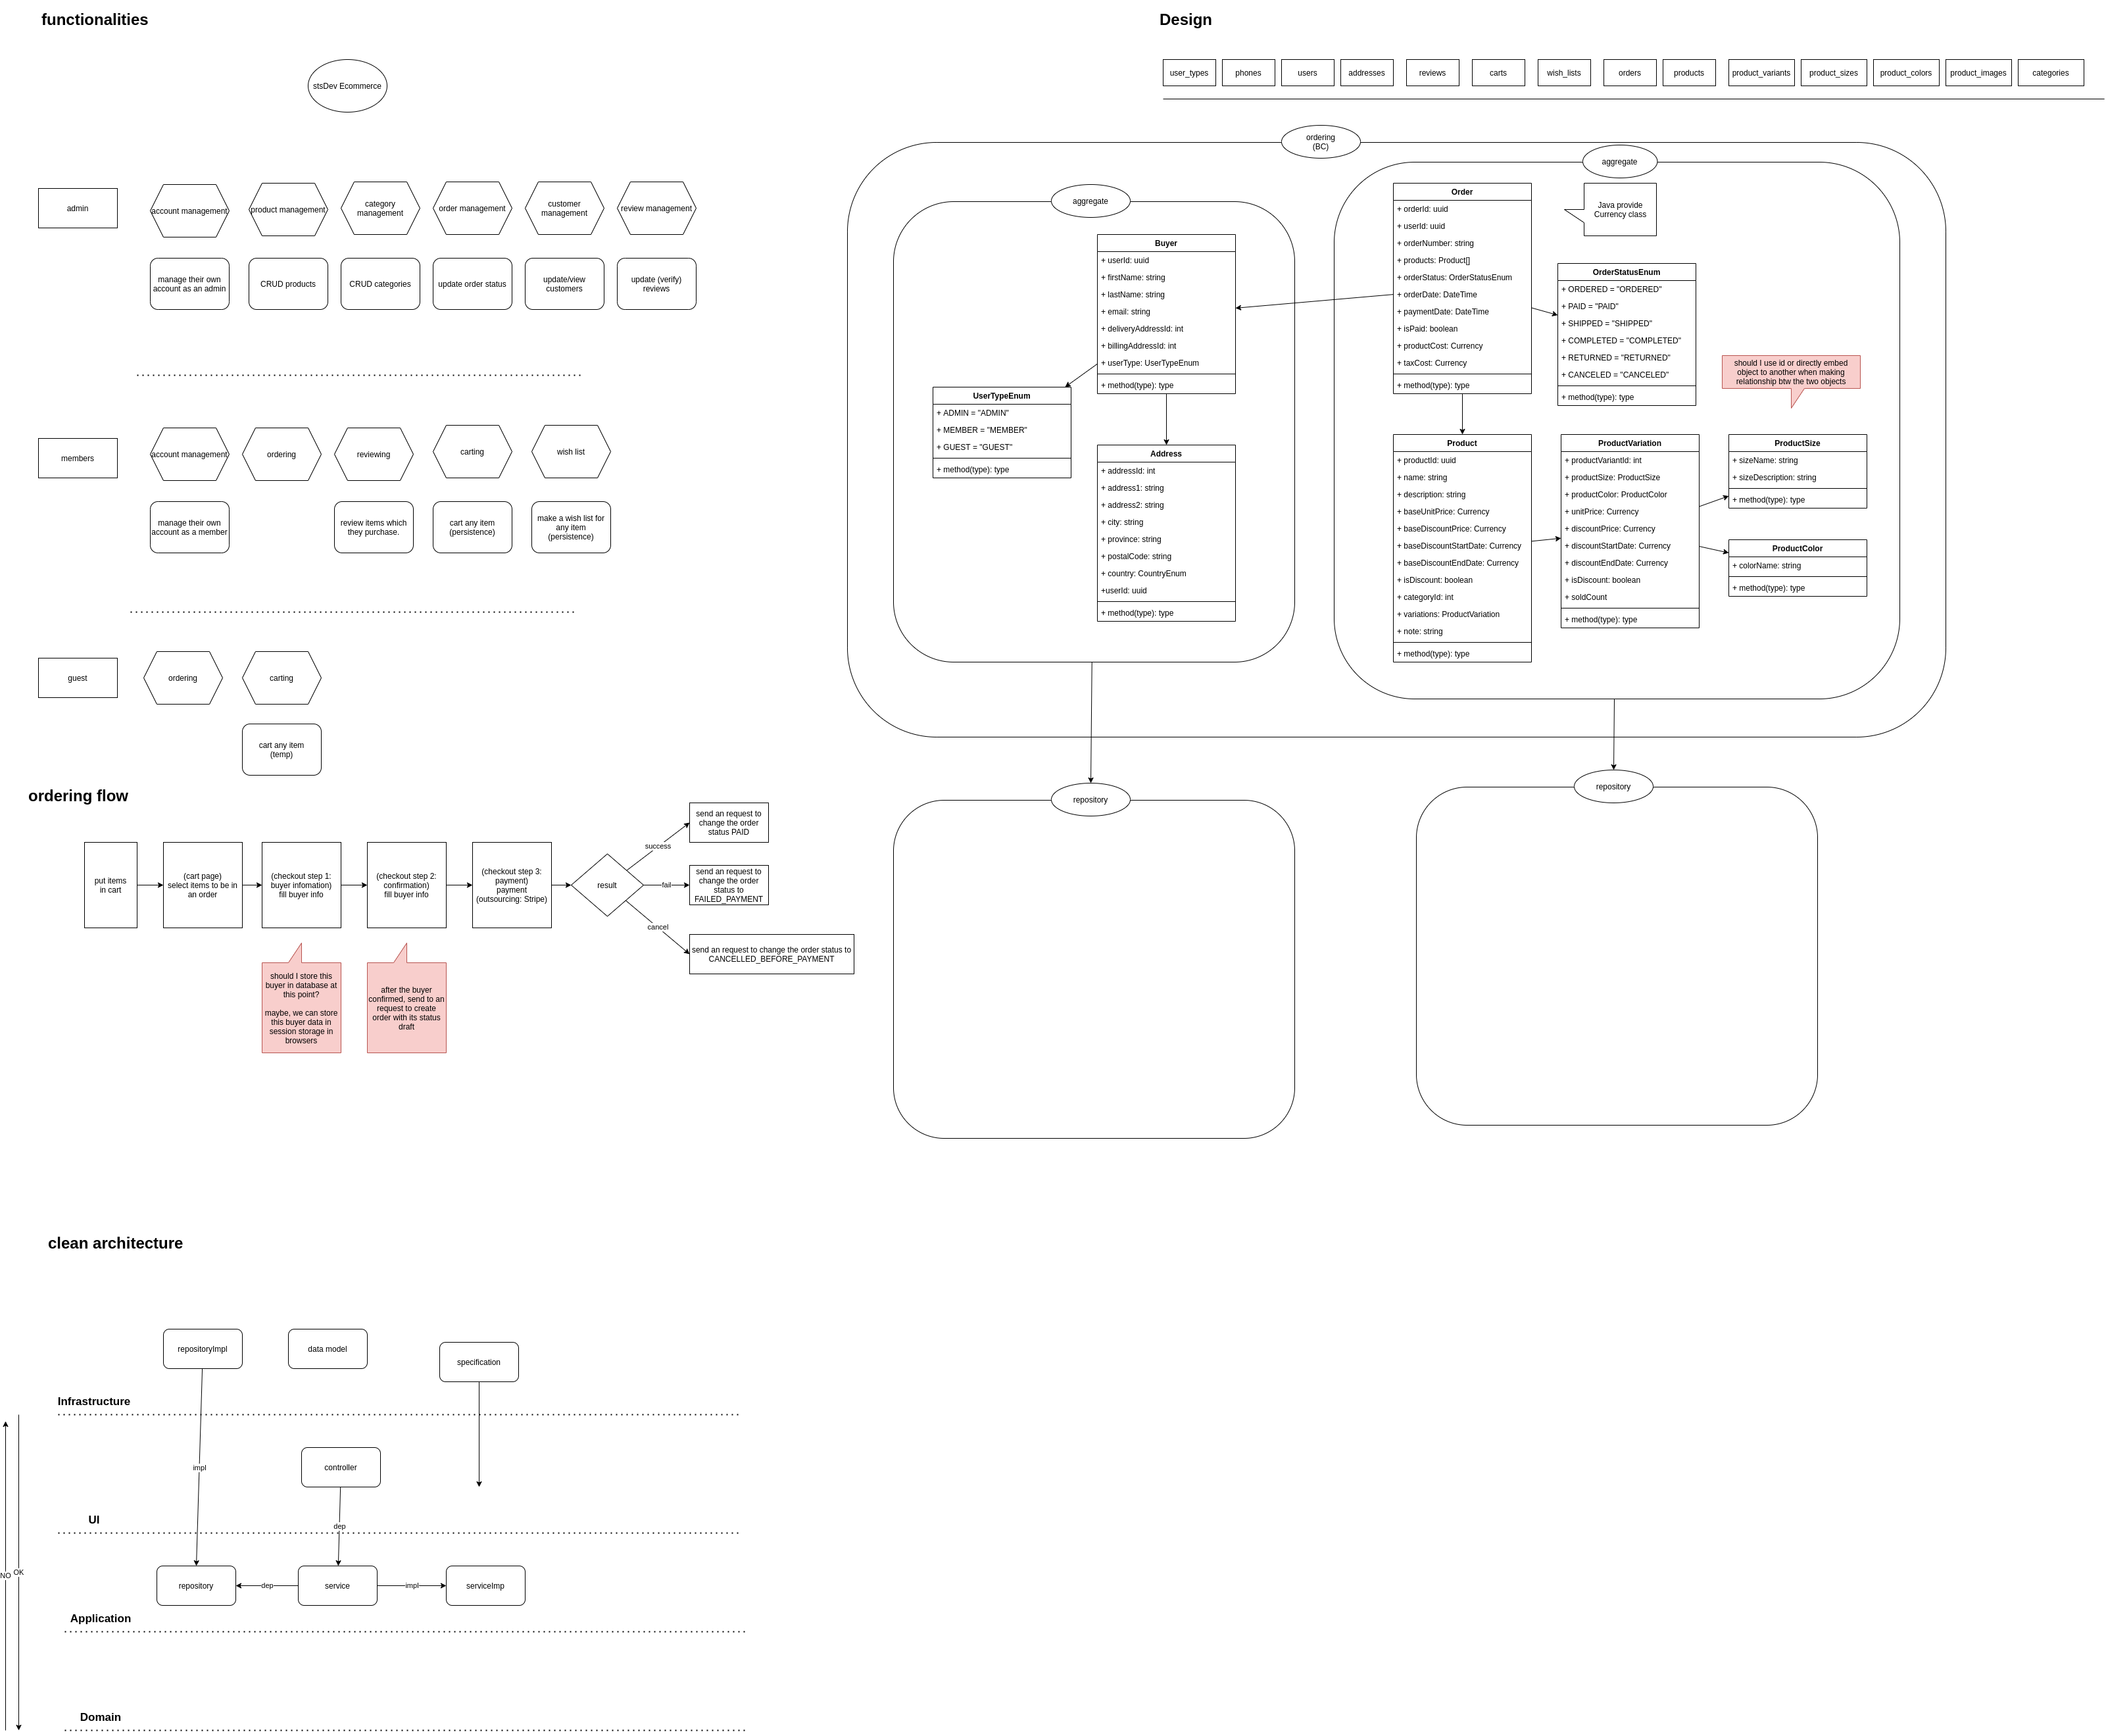 functionalities
stsDev Ecommerce
admin
account management
product management
category
management
order management
customer
management
review management
manage their own
account as an admin
CRUD products
CRUD categories
update order status
update/view
customers
update (verify)
reviews
members
account management
ordering
reviewing
carting
wish list
manage their own
account as a member
review items which
they purchase.
cart any item
(persistence)
make a wish list for
any item
(persistence)
guest
ordering
carting
cart any item
(temp)
ordering flow
put items
in cart
(cart page)
select items to be in
an order
(checkout step 1:
buyer infomation)
fill buyer info
(checkout step 2:
confirmation)
fill buyer info
(checkout step 3:
payment)
payment
(outsourcing: Stripe)
result
success
fail
cancel
send an request to
change the order
status PAID
send an request to
change the order
status to
FAILED_PAYMENT
send an request to change the order status to
CANCELLED_BEFORE_PAYMENT
should I store this
buyer in database at
this point?
maybe, we can store
this buyer data in
session storage in
browsers
after the buyer
confirmed, send to an
request to create
order with its status
draft
Design
user_types
phones
users
addresses
reviews
carts
wish_lists
orders
products
product_variants
product_sizes
product_colors
product_images
categories
ordering
(BC)
aggregate
Buyer
+ userId: uuid
+ firstName: string
+ lastName: string
+ email: string
+ deliveryAddressId: int
+ billingAddressId: int
+ userType: UserTypeEnum
+ method(type): type
UserTypeEnum
+ ADMIN = "ADMIN"
+ MEMBER = "MEMBER"
+ GUEST = "GUEST"
+ method(type): type
Address
+ addressId: int
+ address1: string
+ address2: string
+ city: string
+ province: string
+ postalCode: string
+ country: CountryEnum
+userId: uuid
+ method(type): type
aggregate
Order
+ orderId: uuid
+ userId: uuid
+ orderNumber: string
+ products: Product[]
+ orderStatus: OrderStatusEnum
+ orderDate: DateTime
+ paymentDate: DateTime
+ isPaid: boolean
+ productCost: Currency
+ taxCost: Currency
+ method(type): type
Java provide
Currency class
OrderStatusEnum
+ ORDERED = "ORDERED"
+ PAID = "PAID"
+ SHIPPED = "SHIPPED"
+ COMPLETED = "COMPLETED"
+ RETURNED = "RETURNED"
+ CANCELED = "CANCELED"
+ method(type): type
should I use id or directly embed
object to another when making
relationship btw the two objects
Product
+ productId: uuid
+ name: string
+ description: string
+ baseUnitPrice: Currency
+ baseDiscountPrice: Currency
+ baseDiscountStartDate: Currency
+ baseDiscountEndDate: Currency
+ isDiscount: boolean
+ categoryId: int
+ variations: ProductVariation
+ note: string
+ method(type): type
ProductVariation
+ productVariantId: int
+ productSize: ProductSize
+ productColor: ProductColor
+ unitPrice: Currency
+ discountPrice: Currency
+ discountStartDate: Currency
+ discountEndDate: Currency
+ isDiscount: boolean
+ soldCount
+ method(type): type
ProductSize
+ sizeName: string
+ sizeDescription: string
+ method(type): type
ProductColor
+ colorName: string
+ method(type): type
repository
repository
clean architecture
repositoryImpl
data model
specification
Infrastructure
impl
controller
UI
dep
repository
dep
service
impl
serviceImp
NO
OK
Application
Domain